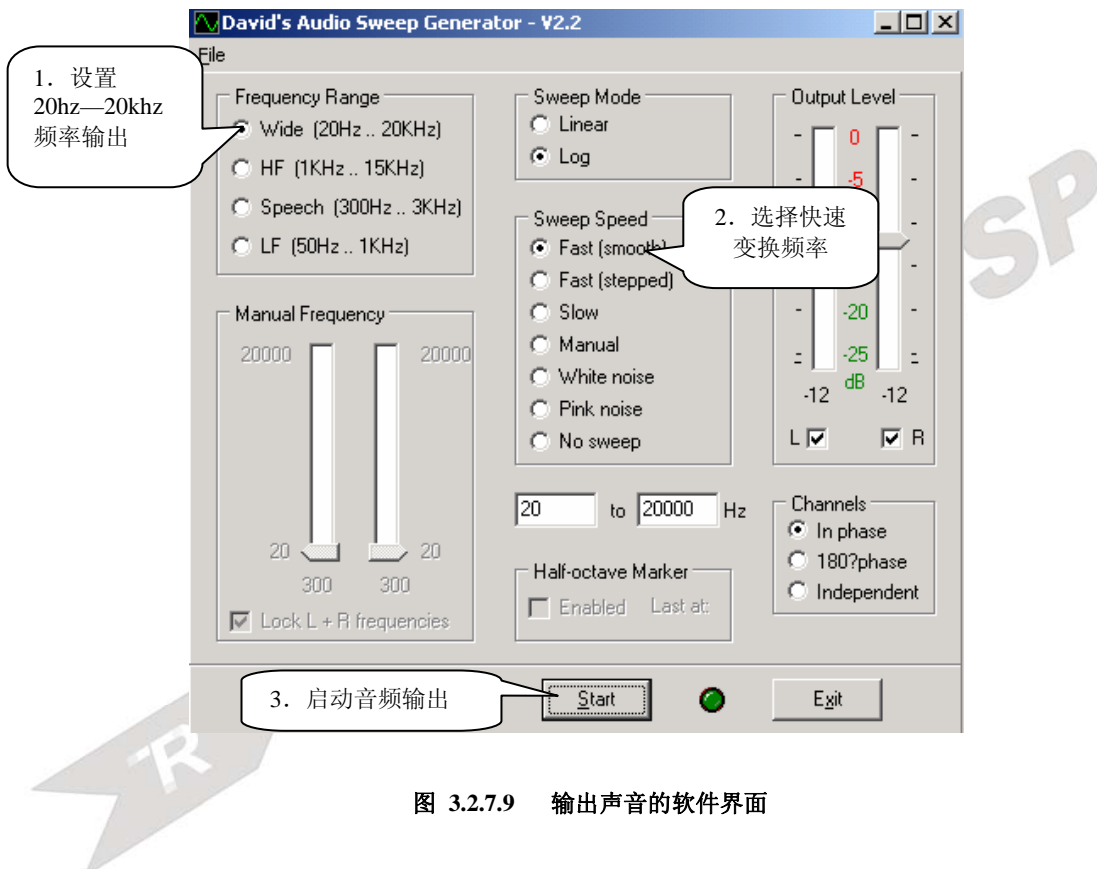 David's Audio Sweep Generator - V2.2
File
1．设置
20hz—20khz
频率输出
Frequency Range
Wide (20Hz .. 20KHz)
HF (1KHz .. 15KHz)
Speech (300Hz .. 3KHz)
LF (50Hz .. 1KHz)
Manual Frequency
20000 20000
20 20
300 300
Lock L + R frequencies
Sweep Mode
Linear
Log
Sweep Speed
Fast (smooth)
Fast (stepped)
Slow
Manual
White noise
Pink noise
No sweep
2．选择快速
变换频率
20 to 20000 Hz
Half-octave Marker
Enabled Last at:
Output Level
0
-5
-20
-25
dB
-12 -12
L R
Channels
In phase
180?phase
Independent
3．启动音频输出
Start
Exit
图 3.2.7.9 输出声音的软件界面
R
SP